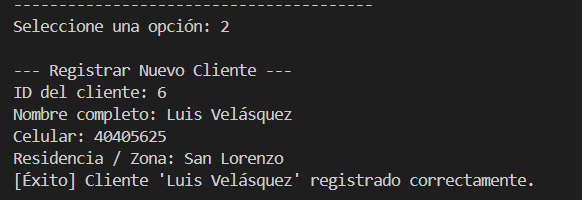 ----------------------------------------
Seleccione una opción: 2
--- Registrar Nuevo Cliente ---
ID del cliente: 6
Nombre completo: Luis Velásquez
Celular: 40405625
Residencia / Zona: San Lorenzo
[Éxito] Cliente 'Luis Velásquez' registrado correctamente.